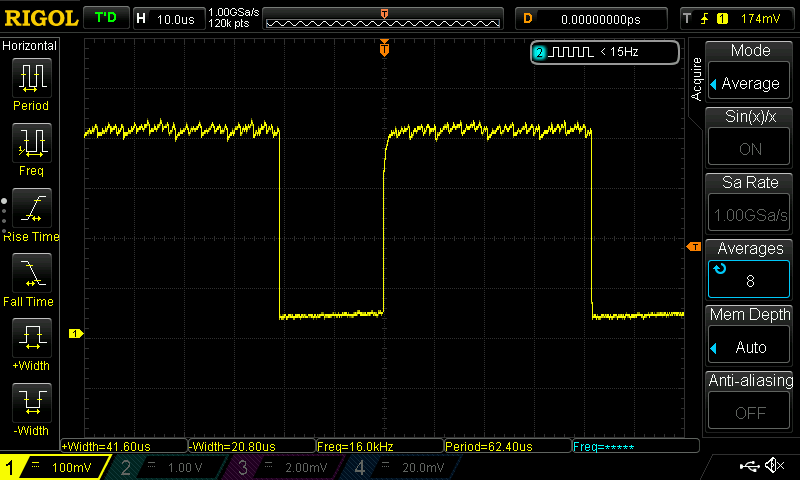 RIGOL T'D H 10.0us 1.00GSa/s 120k pts T D 0.00000000ps T 1 174mV
Horizontal
Period
Freq
Rise Time
Fall Time
+Width
-Width
T
2 < 15Hz
1
T
+Width=41.60us -Width=20.80us Freq=16.0kHz Period=62.40us Freq=*****
Acquire
Mode
Average
Sin(x)/x
ON
Sa Rate
1.00GSa/s
Averages
8
Mem Depth
Auto
Anti-aliasing
OFF
1 100mV 2 1.00 V 3 2.00mV 4 20.0mV